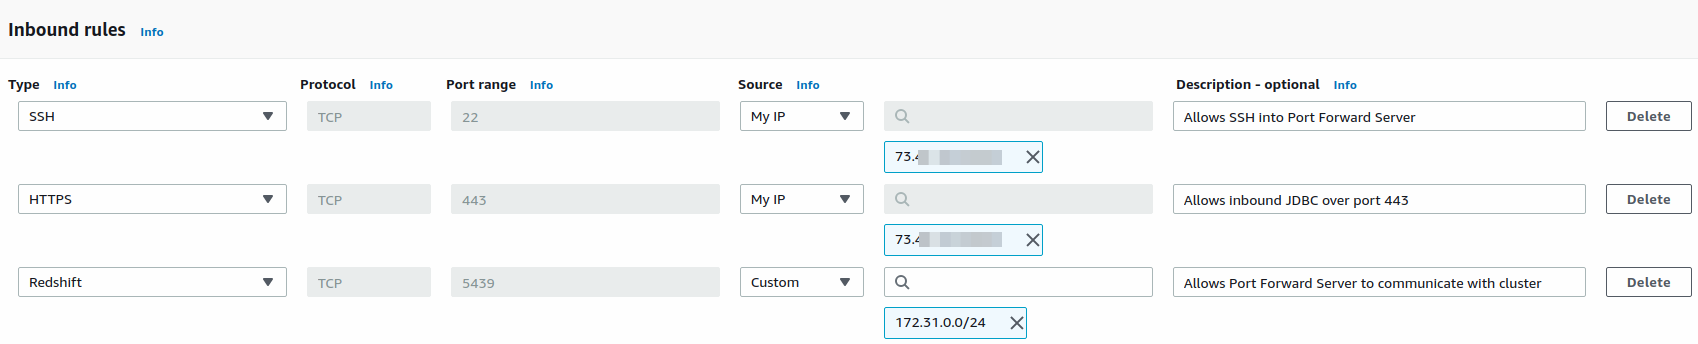 Inbound rules Info
Type Info Protocol Info Port range Info Source Info Description - optional Info
SSH TCP 22 My IP Allows SSH into Port Forward Server Delete
73.4
HTTPS TCP 443 My IP Allows inbound JDBC over port 443 Delete
73.4
Redshift TCP 5439 Custom Allows Port Forward Server to communicate with cluster Delete
172.31.0.0/24